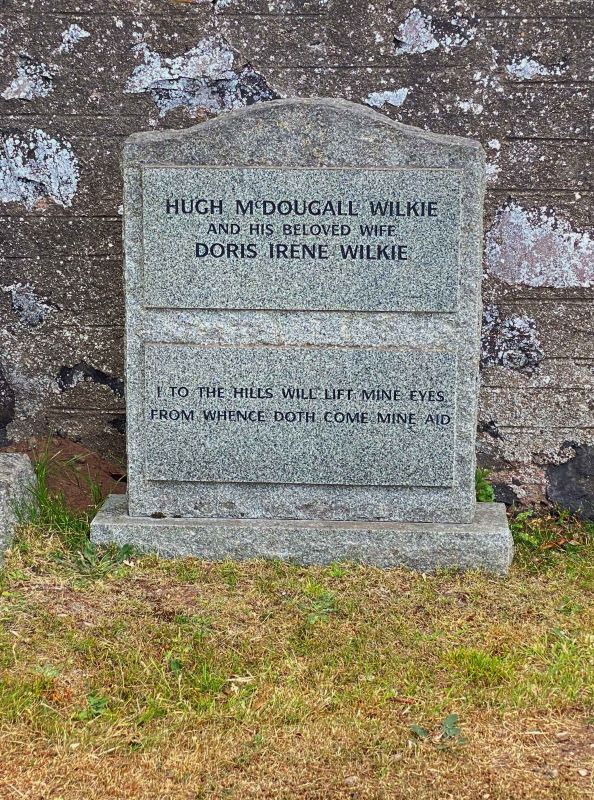 HUGH McDOUGALL WILKIE
AND HIS BELOVED WIFE
DORIS IRENE WILKIE
I TO THE HILLS WILL LIFT MINE EYES
FROM WHENCE DOTH COME MINE AID